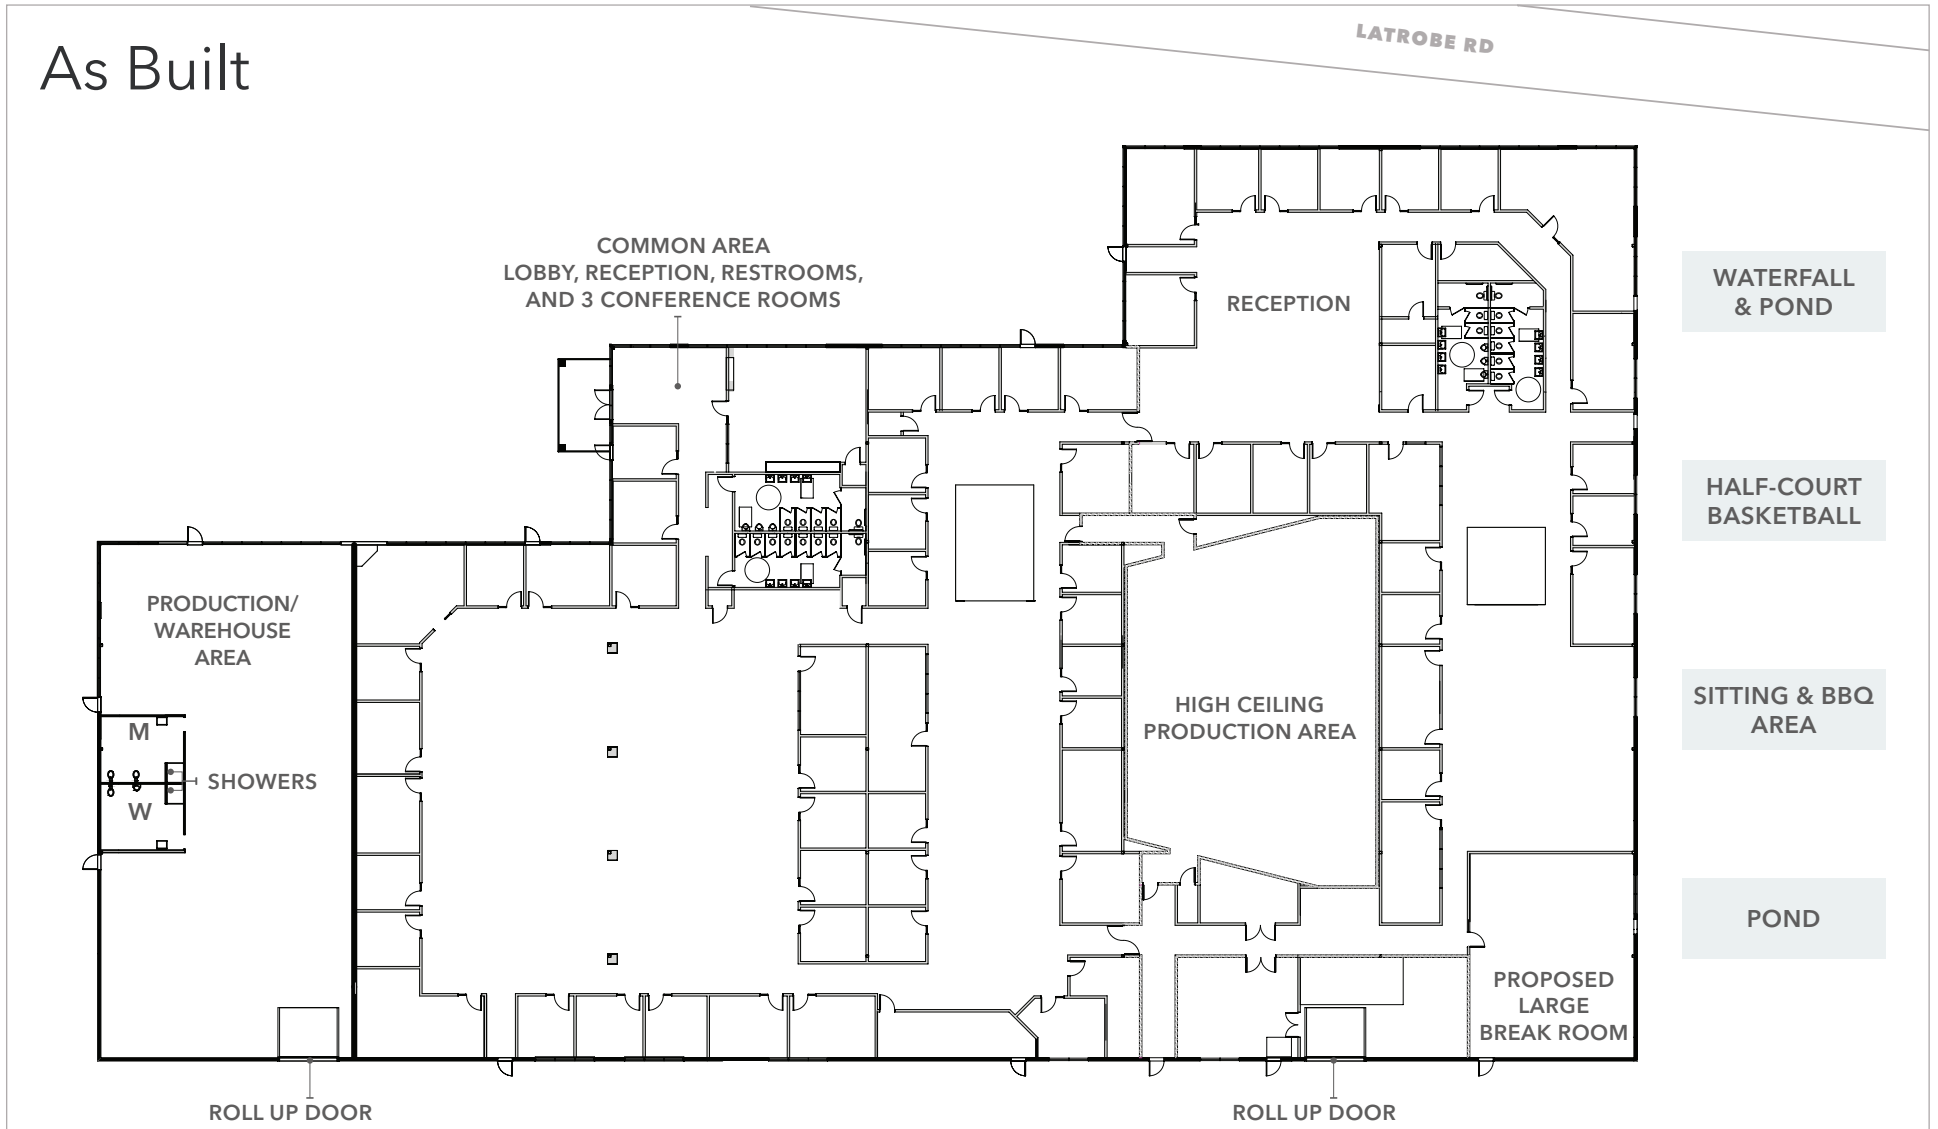 As Built
LATROBE RD
COMMON AREA
LOBBY, RECEPTION, RESTROOMS,
AND 3 CONFERENCE ROOMS
RECEPTION
WATERFALL
& POND
HALF-COURT
BASKETBALL
PRODUCTION/
WAREHOUSE
AREA
M
SHOWERS
W
HIGH CEILING
PRODUCTION AREA
SITTING & BBQ
AREA
POND
PROPOSED
LARGE
BREAK ROOM
ROLL UP DOOR
ROLL UP DOOR